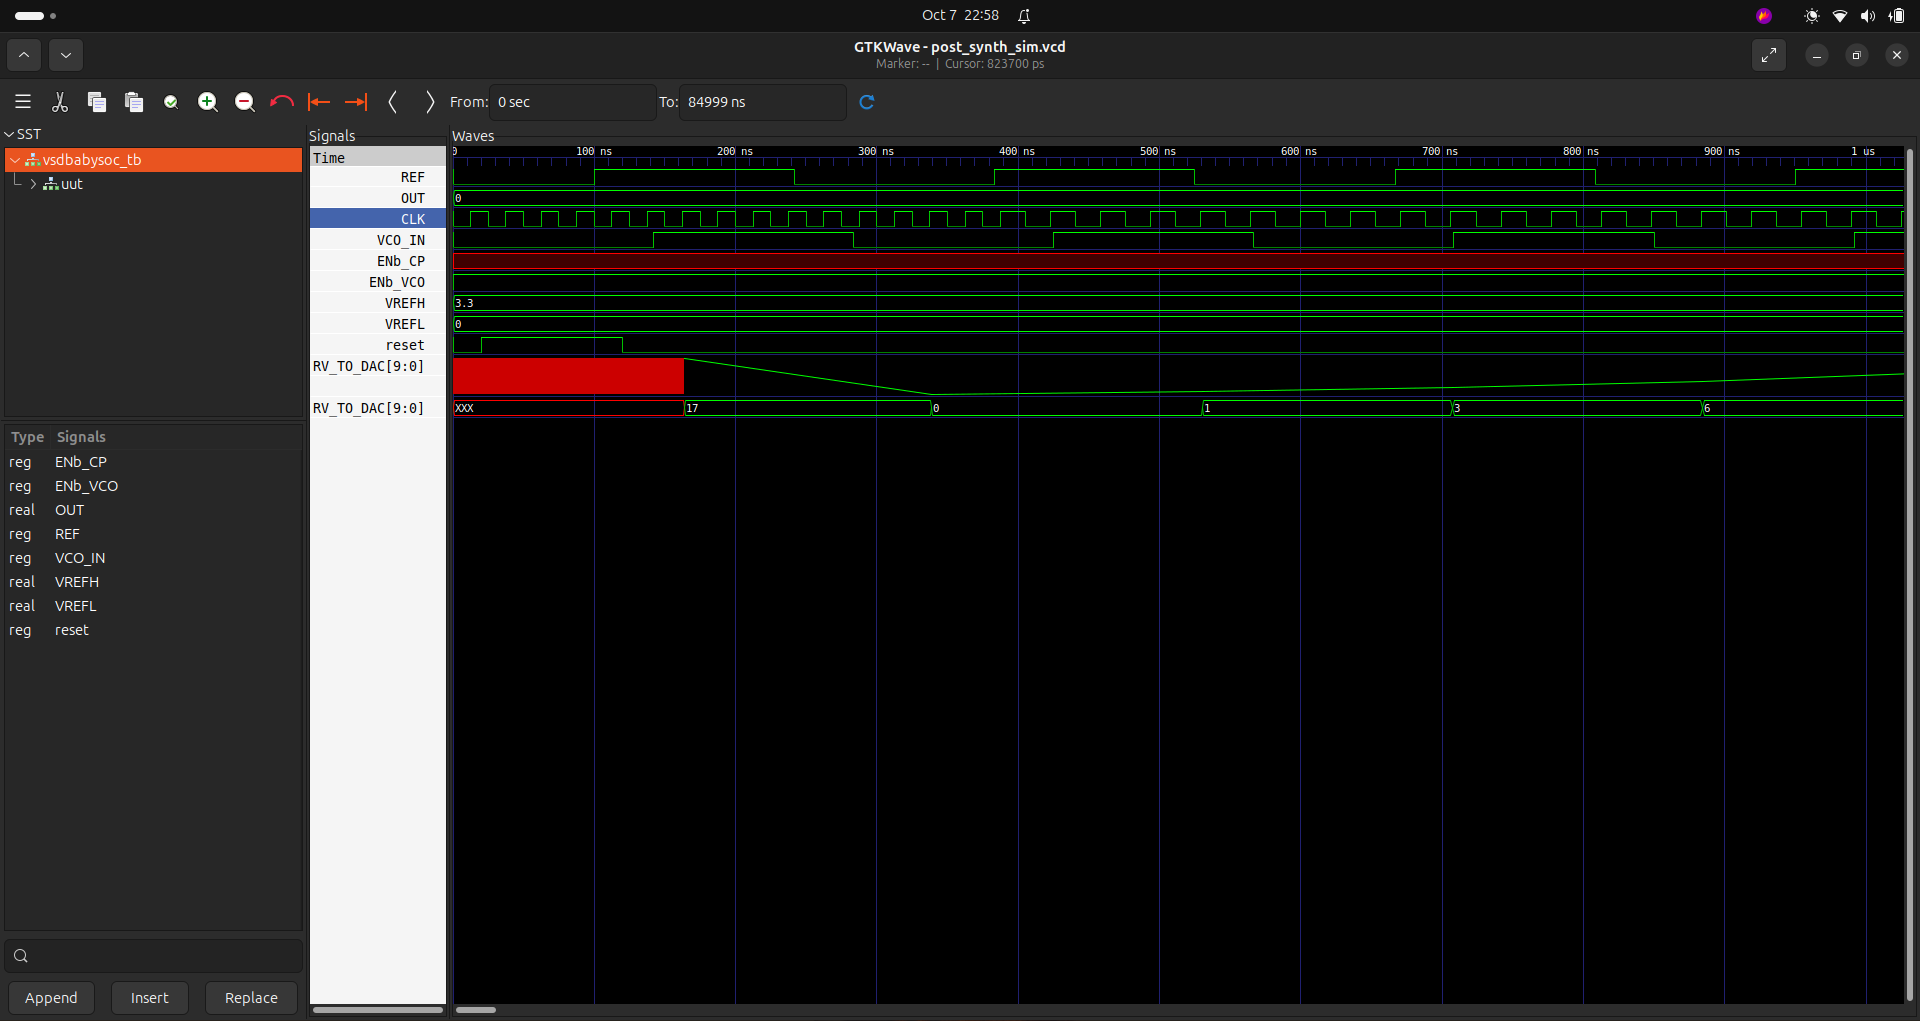 Oct 7 22:58
GTKWave - post_synth_sim.vcd
Marker: -- | Cursor: 823700 ps
From: 0 sec To: 84999 ns
SST
vsdbabysoc_tb
uut
Type Signals
reg ENb_CP
reg ENb_VCO
real OUT
reg REF
reg VCO_IN
real VREFH
real VREFL
reg reset
Append Insert Replace
Signals
Time
REF
OUT
CLK
VCO_IN
ENb_CP
ENb_VCO
VREFH
VREFL
reset
RV_TO_DAC[9:0]
RV_TO_DAC[9:0]
Waves
0 100 ns 200 ns 300 ns 400 ns 500 ns 600 ns 700 ns 800 ns 900 ns 1 us
0
3.3
0
XXX 17 0 1 3 6